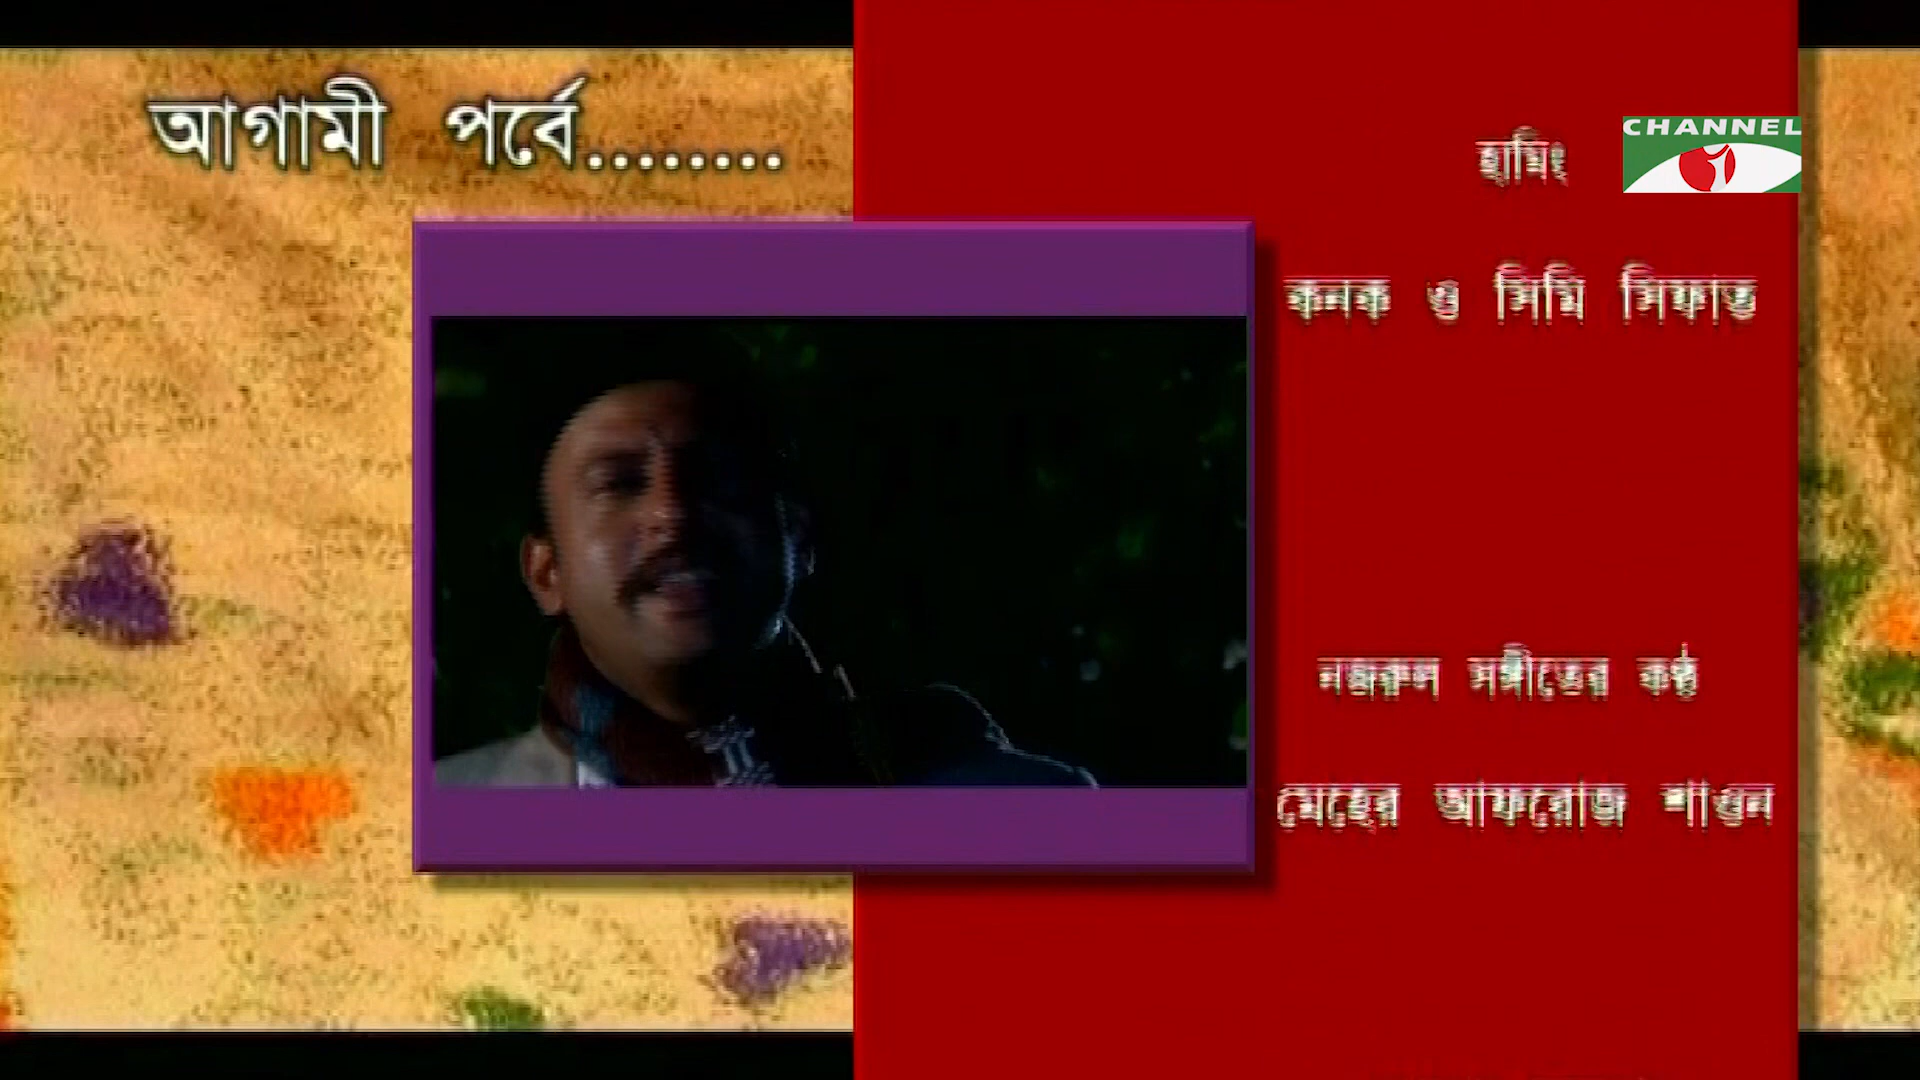 আগামী পর্বে........
CHANNEL i
হামিং
কনক ও সিমি সিফাত
নজরুল সঙ্গীতের কণ্ঠ
মেহের আফরোজ শাওন